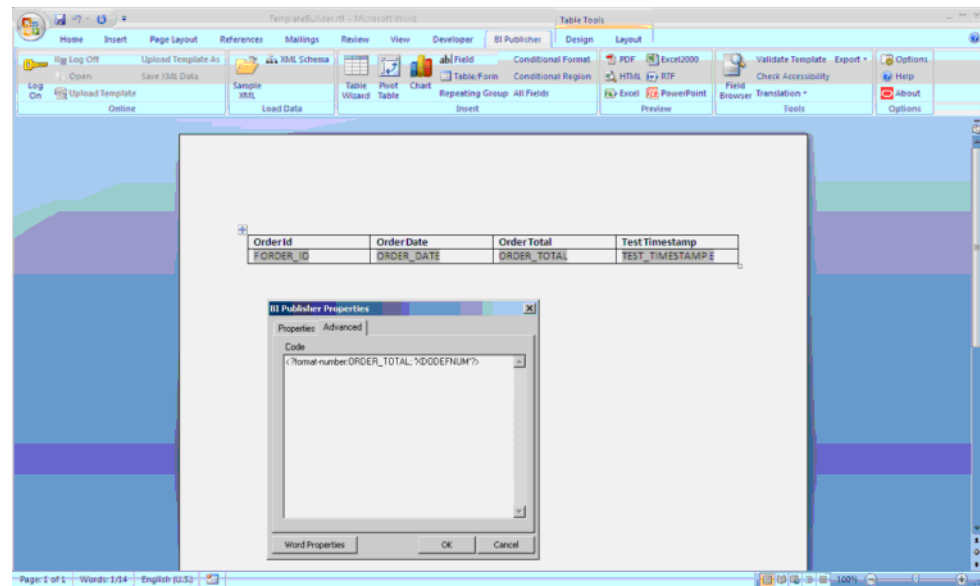 TemplateBuilder.rtf - Microsoft Word
Table Tools
Home Insert Page Layout References Mailings Review View Developer BI Publisher Design Layout
Log On
Log Off
Open
Upload Template
Upload Template As
Save XML Data
Online
Sample XML
XML Schema
Load Data
Table Wizard
Pivot Table
Chart
Field
Table/Form
Repeating Group
Conditional Format
Conditional Region
All Fields
Insert
PDF
HTML
Excel
Excel2000
RTF
PowerPoint
Preview
Field Browser
Validate Template
Export
Check Accessibility
Translation
Tools
Options
Help
About
Options
Order Id Order Date Order Total Test Timestamp
F ORDER_ID ORDER_DATE ORDER_TOTAL TEST_TIMESTAMP E
BI Publisher Properties
Properties Advanced
Code
<?format-number:ORDER_TOTAL; 'XDODEFNUM'?>
Word Properties OK Cancel
Page: 1 of 1 Words: 1/14 English (U.S.) 100%